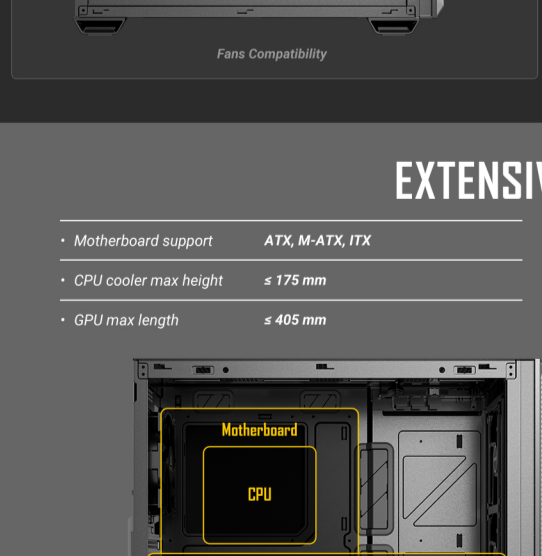 Fans Compatibility
EXTENSI
• Motherboard support ATX, M-ATX, ITX
• CPU cooler max height ≤ 175 mm
• GPU max length ≤ 405 mm
Motherboard
CPU